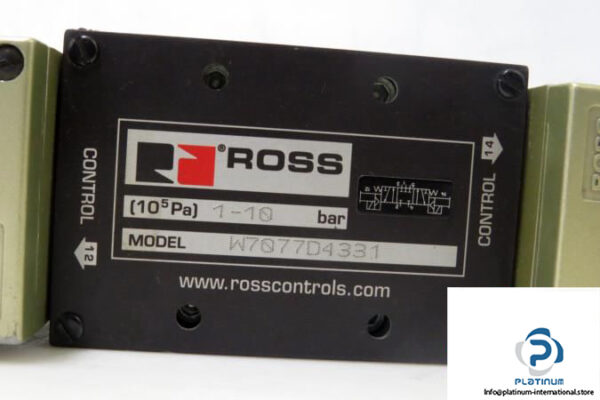 ®ROSS
(10⁵Pa) 1-10 bar
MODEL W7077D4331
www.rosscontrols.com
CONTROL 12
CONTROL 14
ROSS
PLATINUM
Info@platinum-international.store